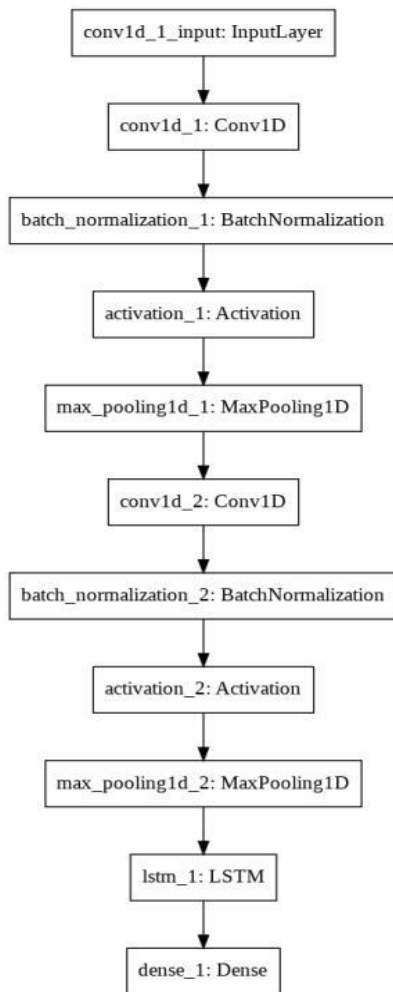 conv1d_1_input: InputLayer
conv1d_1: Conv1D
batch_normalization_1: BatchNormalization
activation_1: Activation
max_pooling1d_1: MaxPooling1D
conv1d_2: Conv1D
batch_normalization_2: BatchNormalization
activation_2: Activation
max_pooling1d_2: MaxPooling1D
lstm_1: LSTM
dense_1: Dense